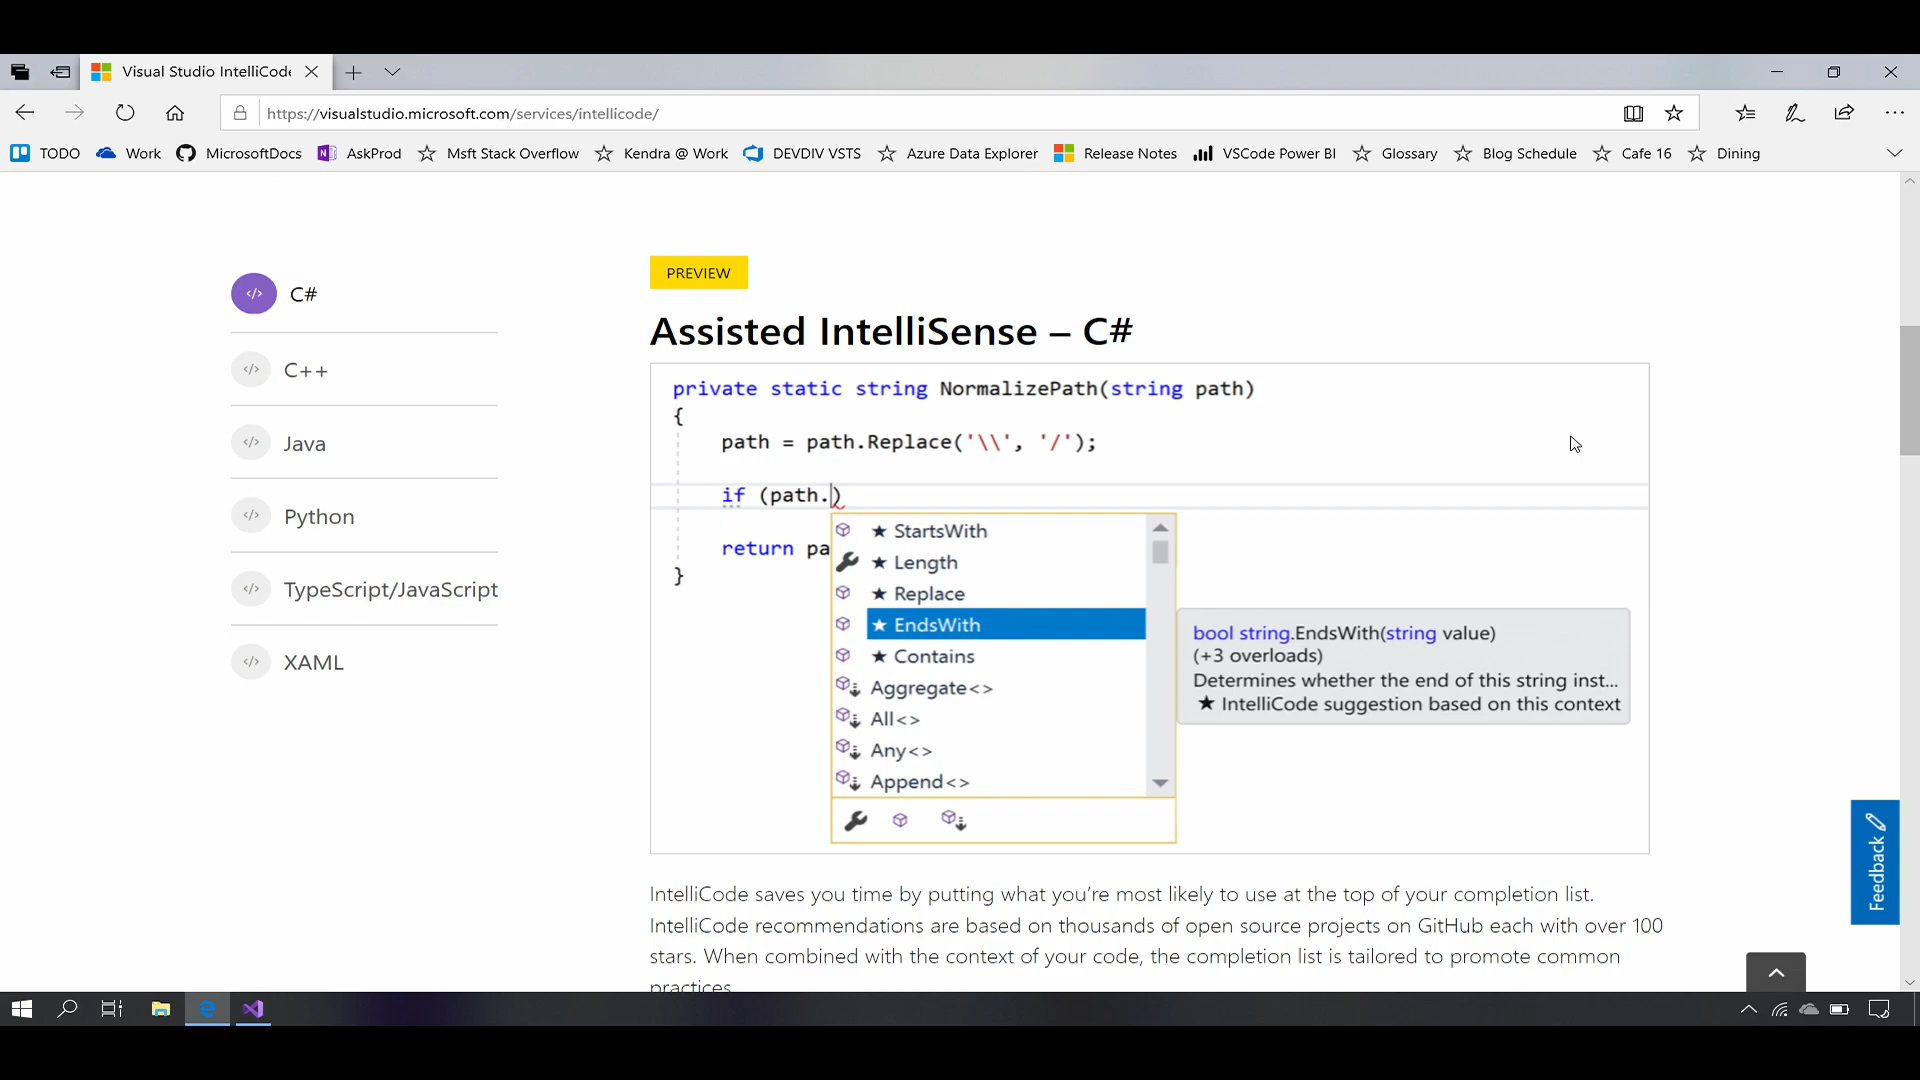 Visual Studio IntelliCode
https://visualstudio.microsoft.com/services/intellicode/
TODO Work MicrosoftDocs AskProd Msft Stack Overflow Kendra @ Work DEVDIV VSTS Azure Data Explorer Release Notes VSCode Power BI Glossary Blog Schedule Cafe 16 Dining
C#
C++
Java
Python
TypeScript/JavaScript
XAML
PREVIEW
Assisted IntelliSense – C#
private static string NormalizePath(string path)
{
path = path.Replace('\\', '/');
if (path.)
return pa
}
★ StartsWith
★ Length
★ Replace
★ EndsWith
★ Contains
Aggregate<>
All<>
Any<>
Append<>
bool string.EndsWith(string value)
(+3 overloads)
Determines whether the end of this string inst...
★ IntelliCode suggestion based on this context
IntelliCode saves you time by putting what you're most likely to use at the top of your completion list.
IntelliCode recommendations are based on thousands of open source projects on GitHub each with over 100
stars. When combined with the context of your code, the completion list is tailored to promote common
practices.
Feedback